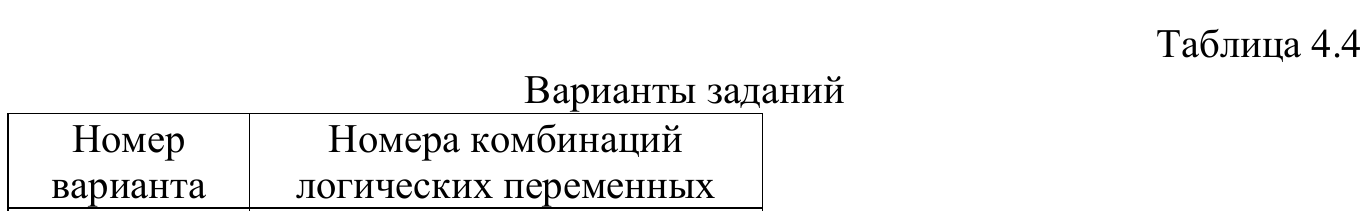 Таблица 4.4
Варианты заданий
Номер варианта
Номера комбинаций логических переменных